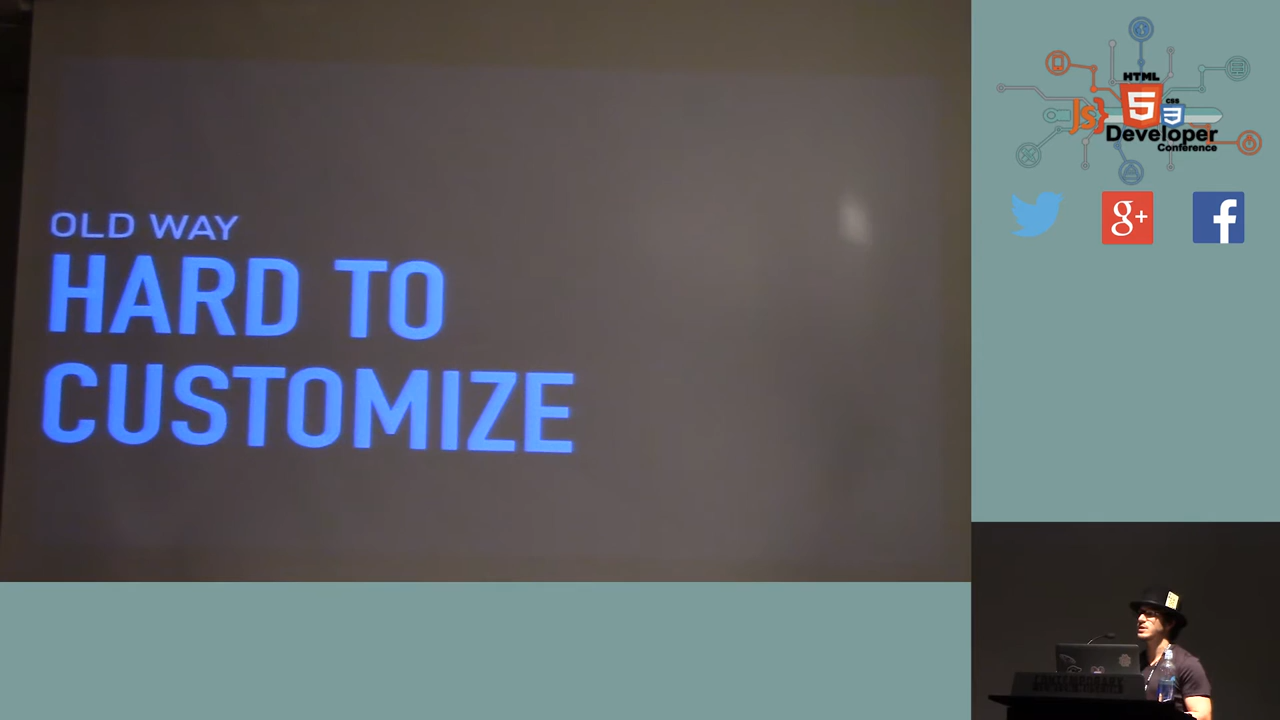 OLD WAY
HARD TO
CUSTOMIZE
HTML
5
JS}
CSS
3
Developer
Conference
g+
f